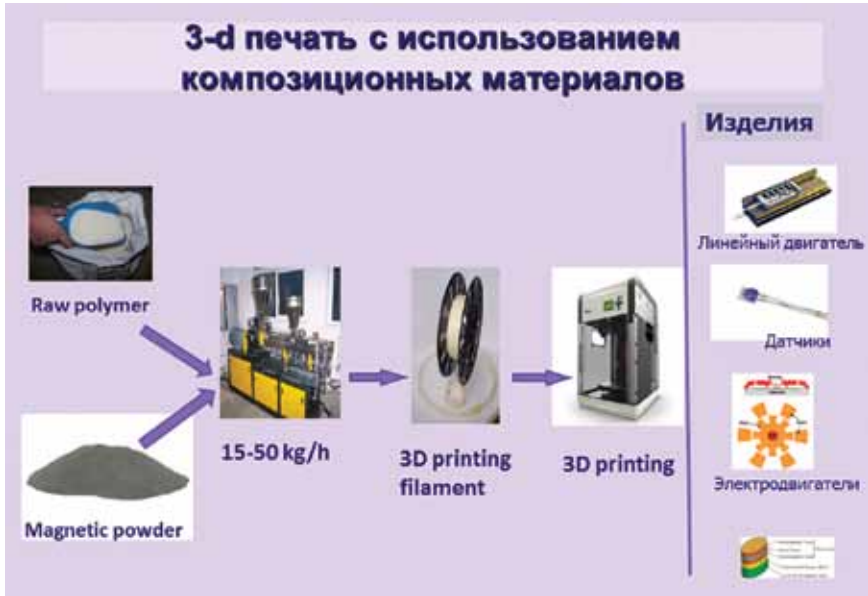 3-d печать с использованием
композиционных материалов
Изделия
Линейный двигатель
Raw polymer
Датчики
15-50 kg/h
3D printing
filament
3D printing
Электродвигатели
Magnetic powder